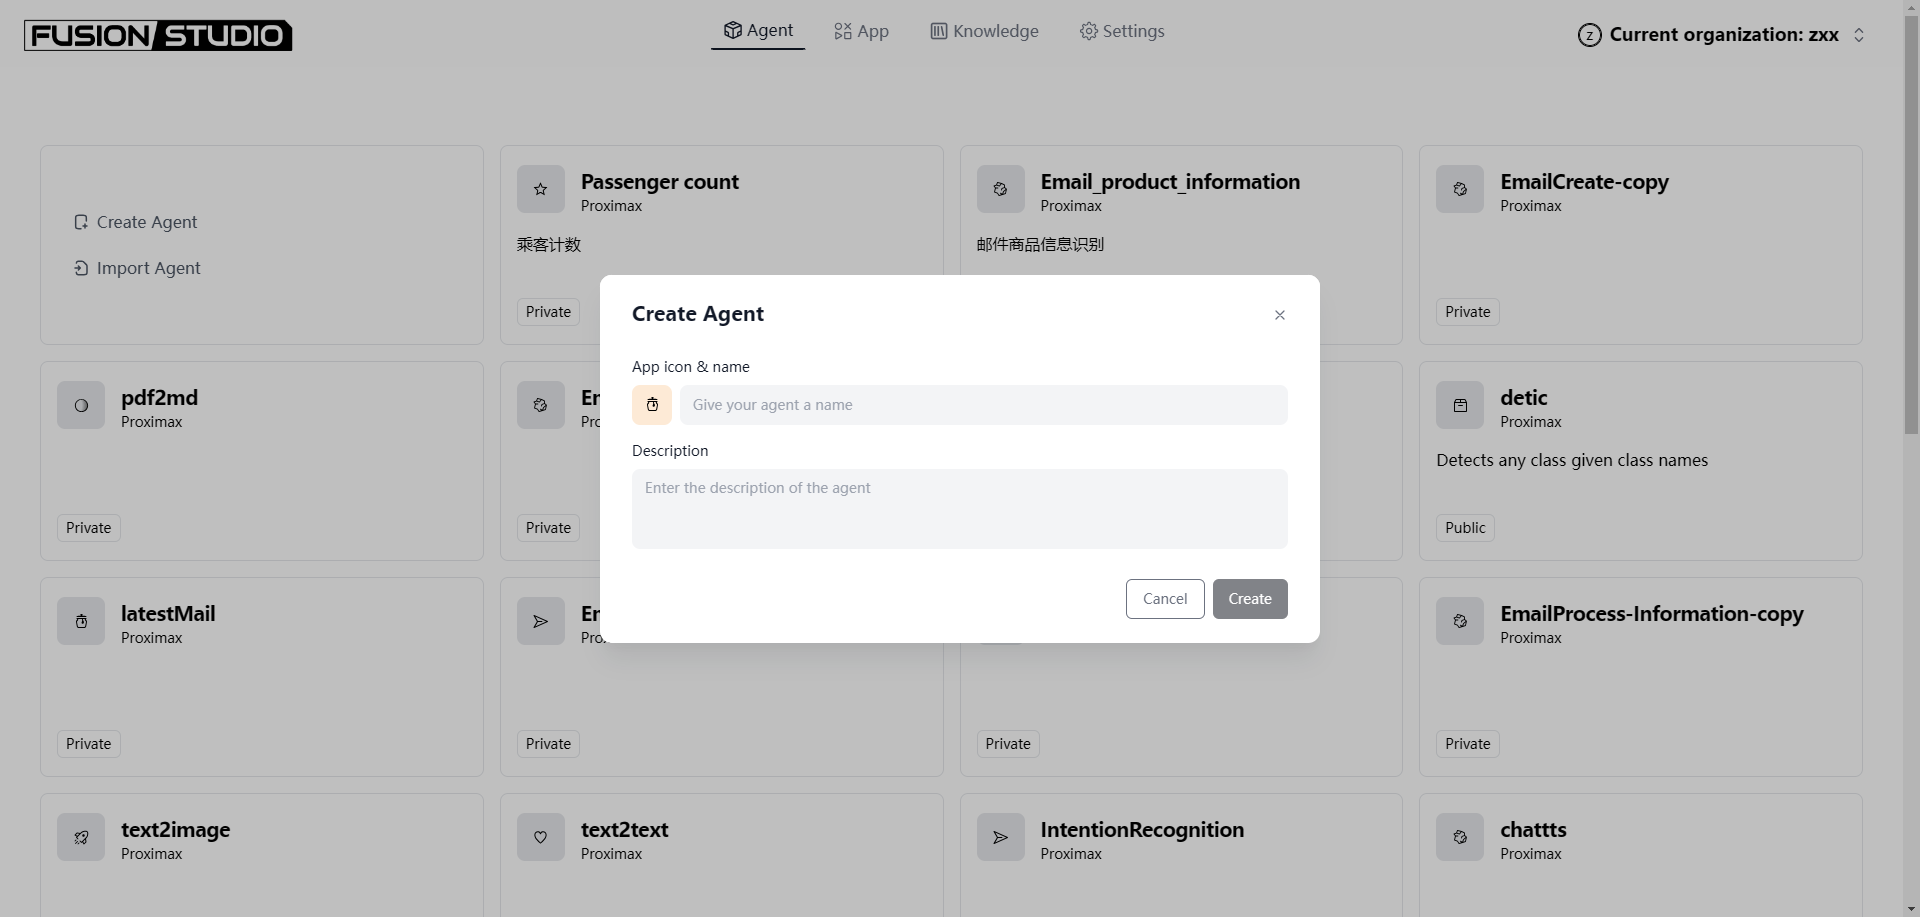 FUSION STUDIO
Agent
App
Knowledge
Settings
z
Current organization: zxx
Create Agent
Import Agent
Passenger count
Proximax
乘客计数
Private
Email_product_information
Proximax
邮件商品信息识别
EmailCreate-copy
Proximax
Private
Create Agent
App icon & name
Give your agent a name
Description
Enter the description of the agent
Cancel
Create
pdf2md
Proximax
Private
Private
detic
Proximax
Detects any class given class names
Public
latestMail
Proximax
Private
Private
Private
EmailProcess-Information-copy
Proximax
Private
text2image
Proximax
text2text
Proximax
IntentionRecognition
Proximax
chattts
Proximax